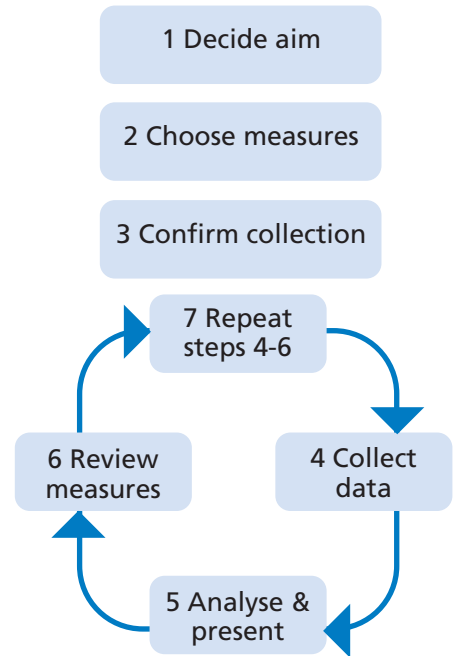 1 Decide aim
2 Choose measures
3 Confirm collection
7 Repeat
steps 4-6
4 Collect
data
5 Analyse &
present
6 Review
measures